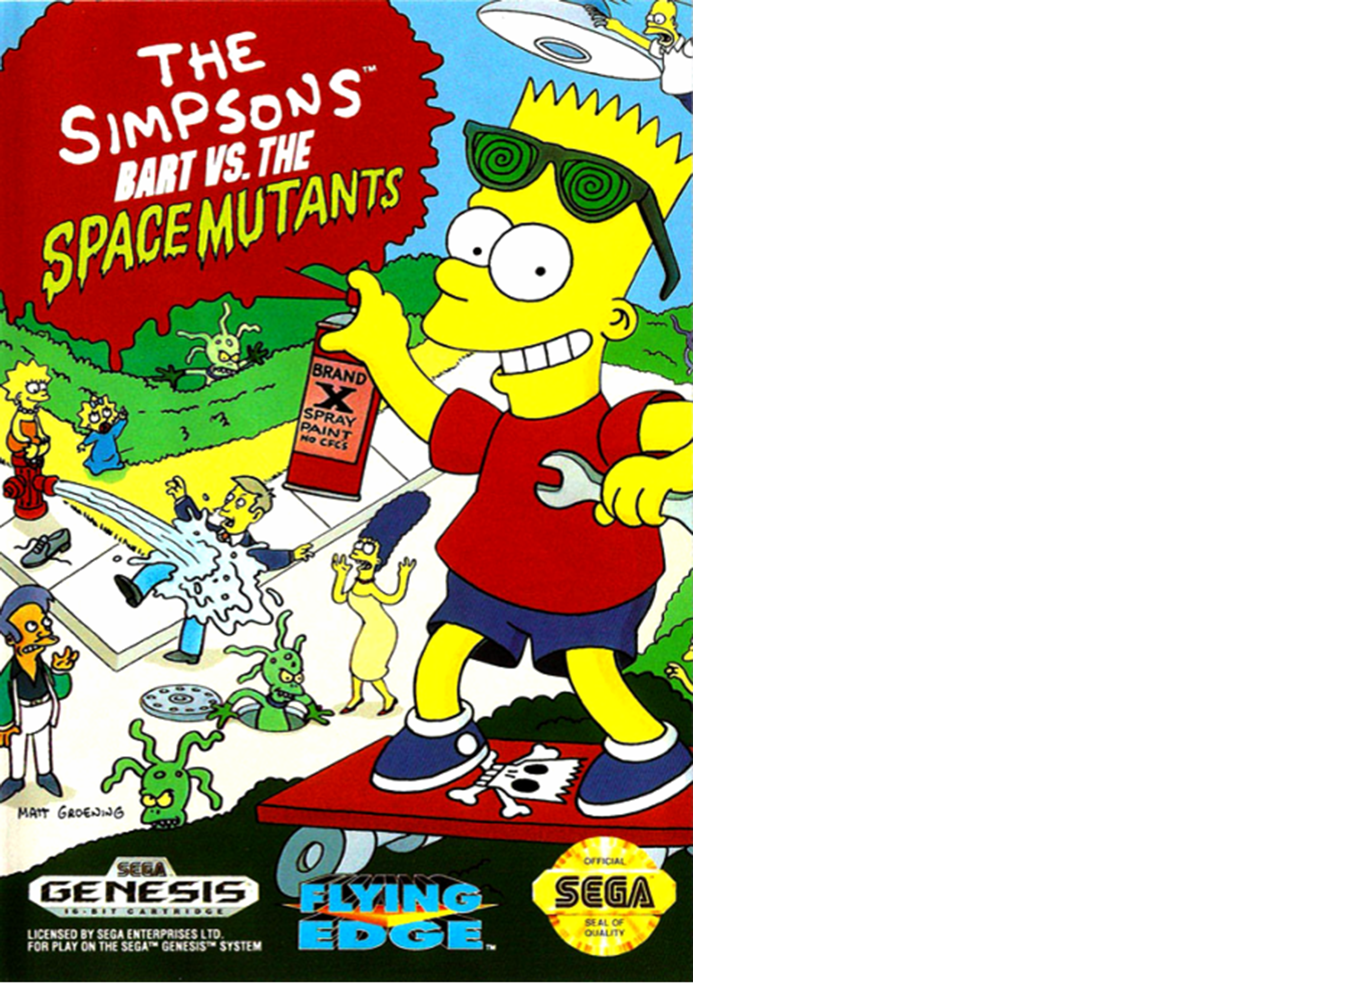 THE
SIMPSONS™
BART VS. THE
SPACE MUTANTS
BRAND
X
SPRAY
PAINT
NO CFCS
MATT GROENING
SEGA
GENESIS
16-BIT CARTRIDGE
LICENSED BY SEGA ENTERPRISES LTD.
FOR PLAY ON THE SEGA™ GENESIS™ SYSTEM
FLYING
EDGE™
OFFICIAL
SEGA
SEAL OF
QUALITY